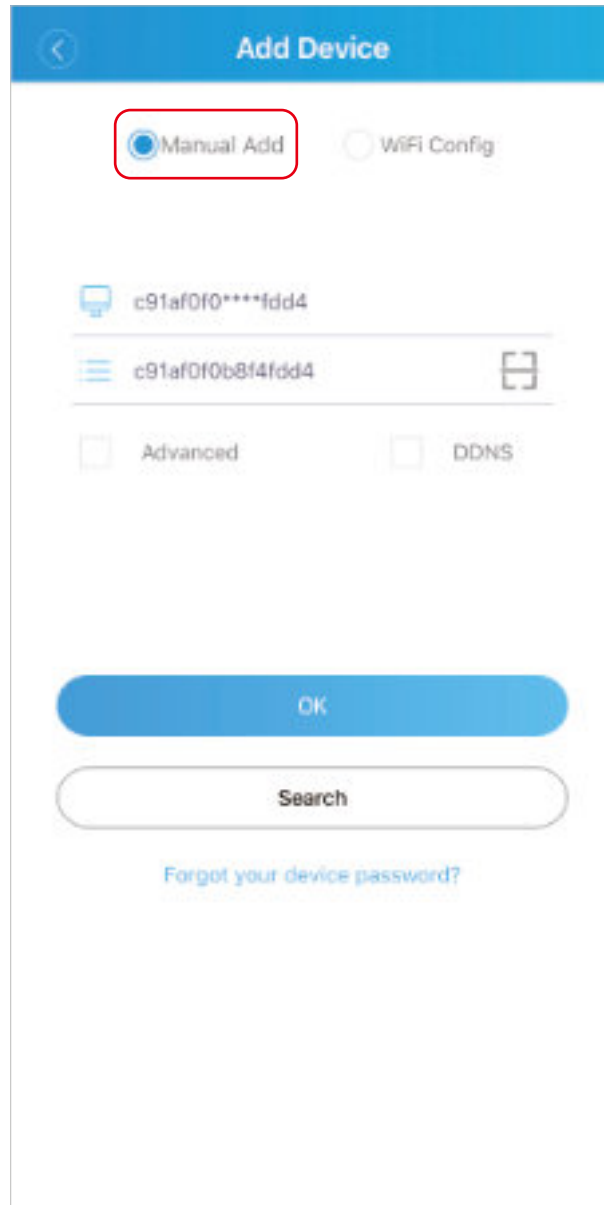 Add Device
Manual Add WiFi Config
c91af0f0****fdd4
c91af0f0b8f4fdd4
Advanced DDNS
OK
Search
Forgot your device password?